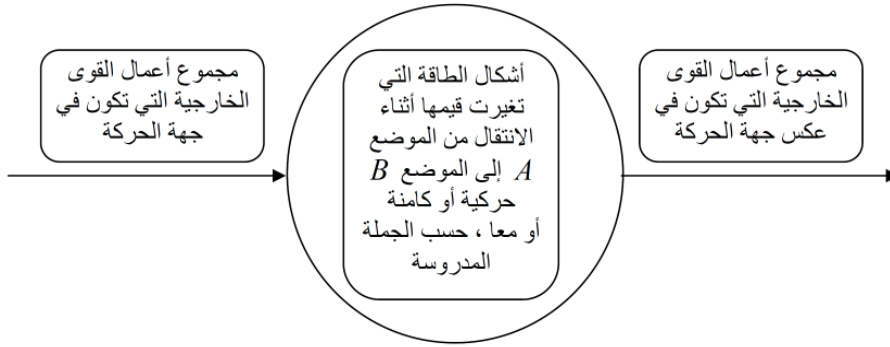 مجموع أعمال القوى
الخارجية التي تكون في
عكس جهة الحركة
أشكال الطاقة التي
تغيرت قيمها أثناء
الانتقال من الموضع
A إلى الموضع B
حركية أو كامنة
أو معا ، حسب الجملة
المدروسة
مجموع أعمال القوى
الخارجية التي تكون في
جهة الحركة